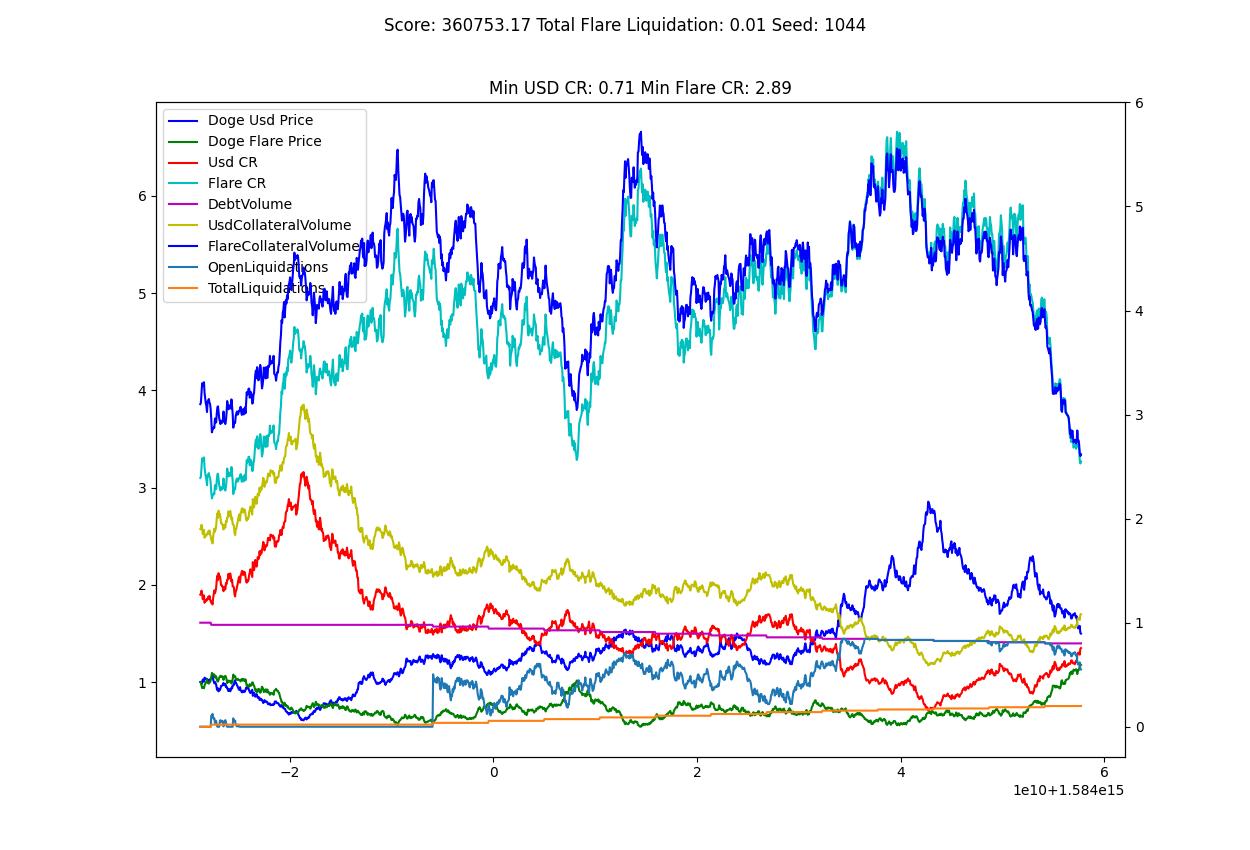 Score: 360753.17 Total Flare Liquidation: 0.01 Seed: 1044
Min USD CR: 0.71 Min Flare CR: 2.89
Doge Usd Price
Doge Flare Price
Usd CR
Flare CR
DebtVolume
UsdCollateralVolume
FlareCollateralVolume
OpenLiquidations
TotalLiquidations
6
5
4
3
2
1
6
5
4
3
2
1
0
−2
0
2
4
6
1e10+1.584e15